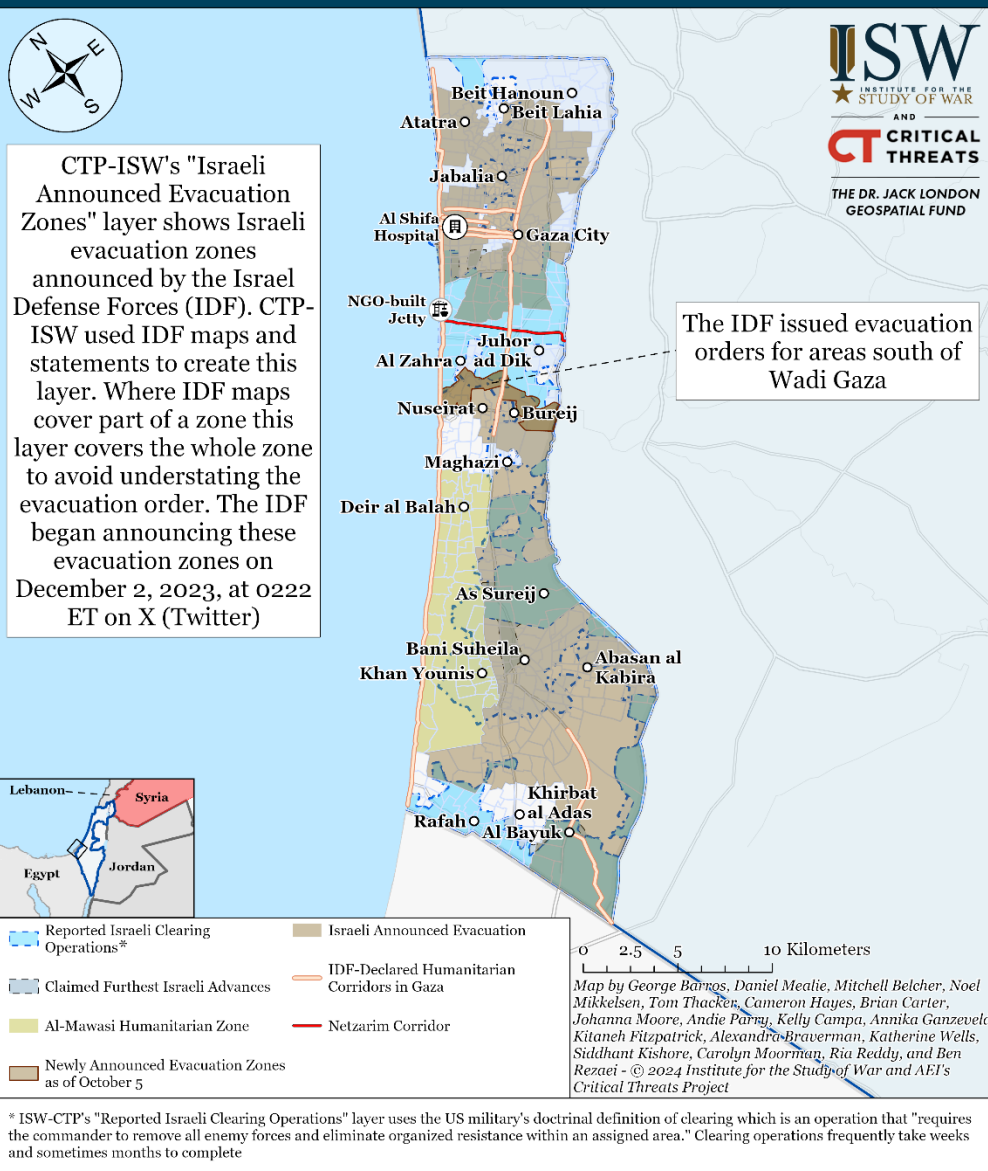 N
E
W
S
ISW
INSTITUTE FOR THE
STUDY OF WAR
AND
CT CRITICAL
THREATS
THE DR. JACK LONDON
GEOSPATIAL FUND
CTP-ISW's "Israeli
Announced Evacuation
Zones" layer shows Israeli
evacuation zones
announced by the Israel
Defense Forces (IDF). CTP-
ISW used IDF maps and
statements to create this
layer. Where IDF maps
cover part of a zone this
layer covers the whole zone
to avoid understating the
evacuation order. The IDF
began announcing these
evacuation zones on
December 2, 2023, at 0222
ET on X (Twitter)
Beit Hanoun
Beit Lahia
Atatra
Jabalia
Al Shifa
Hospital
Gaza City
NGO-built
Jetty
Juhor
ad Dik
Al Zahra
The IDF issued evacuation
orders for areas south of
Wadi Gaza
Nuseirat
Bureij
Maghazi
Deir al Balah
As Sureij
Bani Suheila
Abasan al
Kabira
Khan Younis
Khirbat
al Adas
Rafah
Al Bayuk
Lebanon
Syria
Egypt
Jordan
Reported Israeli Clearing
Operations*
Claimed Furthest Israeli Advances
Al-Mawasi Humanitarian Zone
Newly Announced Evacuation Zones
as of October 5
Israeli Announced Evacuation
IDF-Declared Humanitarian
Corridors in Gaza
Netzarim Corridor
0 2.5 5 10 Kilometers
Map by George Barros, Daniel Mealie, Mitchell Belcher, Noel
Mikkelsen, Tom Thacker, Cameron Hayes, Brian Carter,
Johanna Moore, Andie Parry, Kelly Campa, Annika Ganzeveld,
Kitaneh Fitzpatrick, Alexandra Braverman, Katherine Wells,
Siddhant Kishore, Carolyn Moorman, Ria Reddy, and Ben
Rezaei - © 2024 Institute for the Study of War and AEI's
Critical Threats Project
* ISW-CTP's "Reported Israeli Clearing Operations" layer uses the US military's doctrinal definition of clearing which is an operation that "requires
the commander to remove all enemy forces and eliminate organized resistance within an assigned area." Clearing operations frequently take weeks
and sometimes months to complete